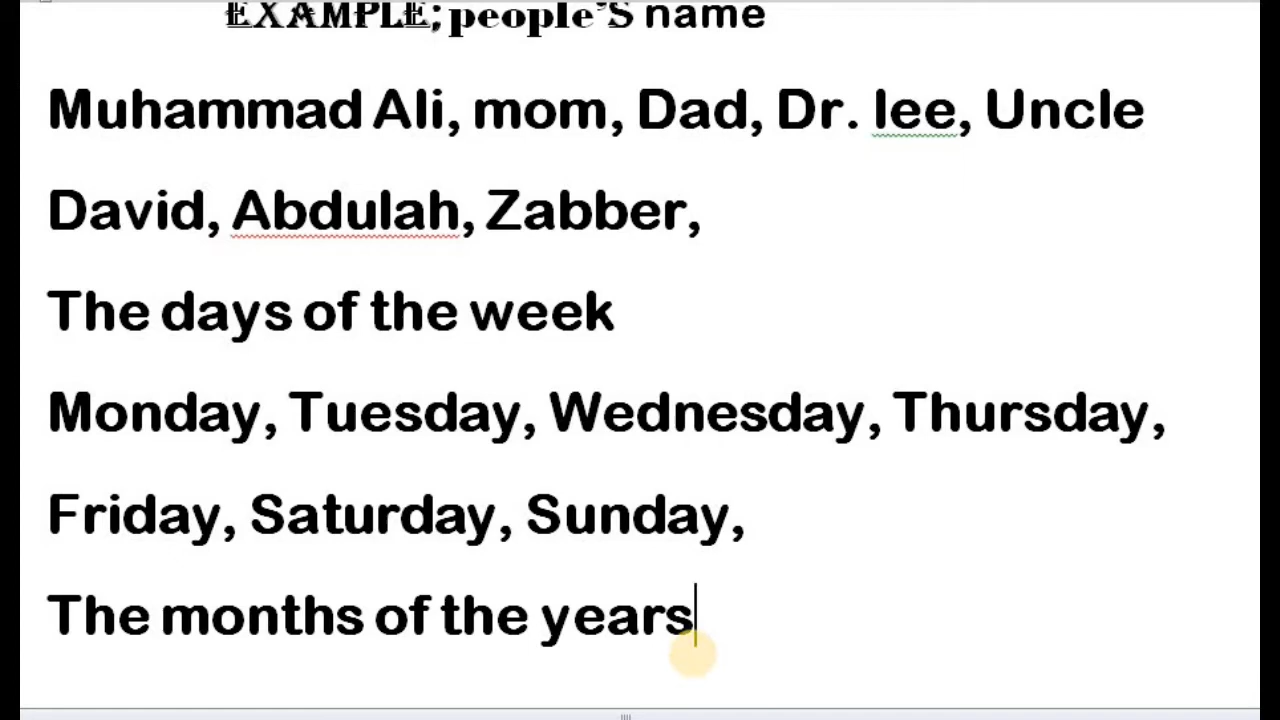 EXAMPLE; people'S name
Muhammad Ali, mom, Dad, Dr. lee, Uncle
David, Abdulah, Zabber,
The days of the week
Monday, Tuesday, Wednesday, Thursday,
Friday, Saturday, Sunday,
The months of the years